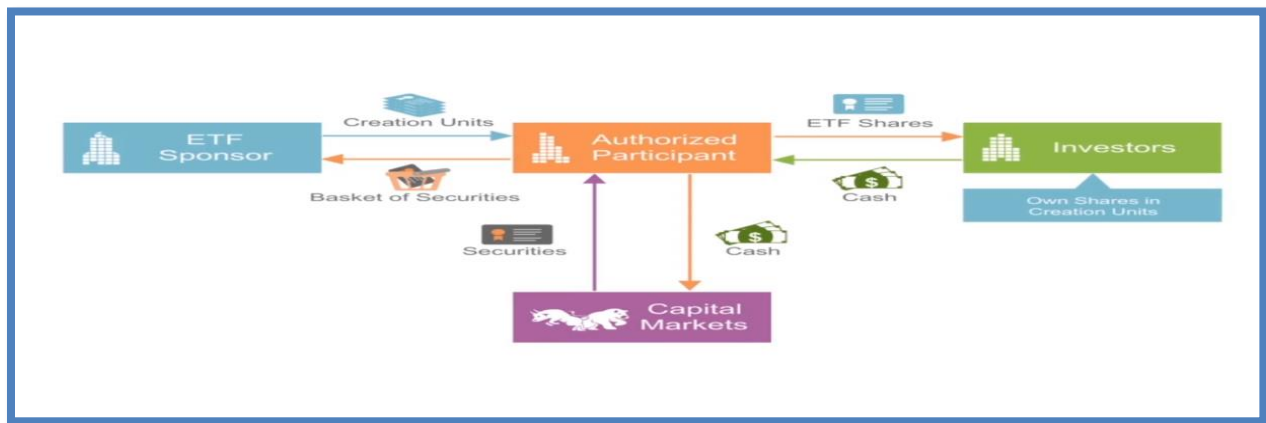 Creation Units
ETF Shares
ETF
Sponsor
Authorized
Participant
Investors
Basket of Securities
Cash
Own Shares in
Creation Units
Securities
Cash
Capital
Markets